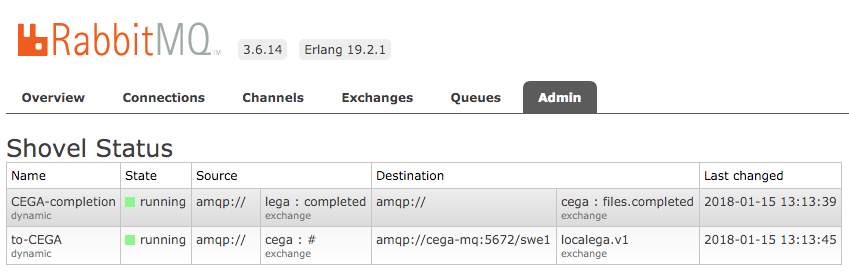 RabbitMQ TM 3.6.14 Erlang 19.2.1
Overview Connections Channels Exchanges Queues Admin
Shovel Status
Name State Source Destination Last changed
CEGA-completion running amqp:// lega : completed amqp:// cega : files.completed 2018-01-15 13:13:39
dynamic exchange exchange
to-CEGA running amqp:// cega : # amqp://cega-mq:5672/swe1 localega.v1 2018-01-15 13:13:45
dynamic exchange exchange